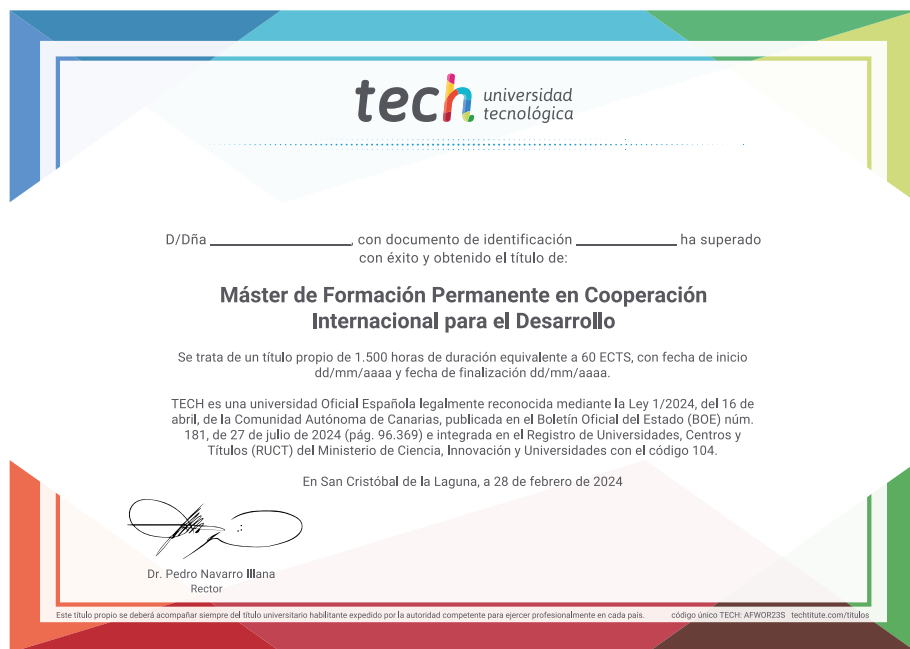 tech universidad
tecnológica
D/Dña ____________________, con documento de identificación ______________ ha superado
con éxito y obtenido el título de:
Máster de Formación Permanente en Cooperación
Internacional para el Desarrollo
Se trata de un título propio de 1.500 horas de duración equivalente a 60 ECTS, con fecha de inicio
dd/mm/aaaa y fecha de finalización dd/mm/aaaa.
TECH es una universidad Oficial Española legalmente reconocida mediante la Ley 1/2024, del 16 de
abril, de la Comunidad Autónoma de Canarias, publicada en el Boletín Oficial del Estado (BOE) núm.
181, de 27 de julio de 2024 (pág. 96.369) e integrada en el Registro de Universidades, Centros y
Títulos (RUCT) del Ministerio de Ciencia, Innovación y Universidades con el código 104.
En San Cristóbal de la Laguna, a 28 de febrero de 2024
Dr. Pedro Navarro Illana
Rector
Este título propio se deberá acompañar siempre del título universitario habilitante expedido por la autoridad competente para ejercer profesionalmente en cada país. código único TECH: AFWOR23S techtitute.com/titulos